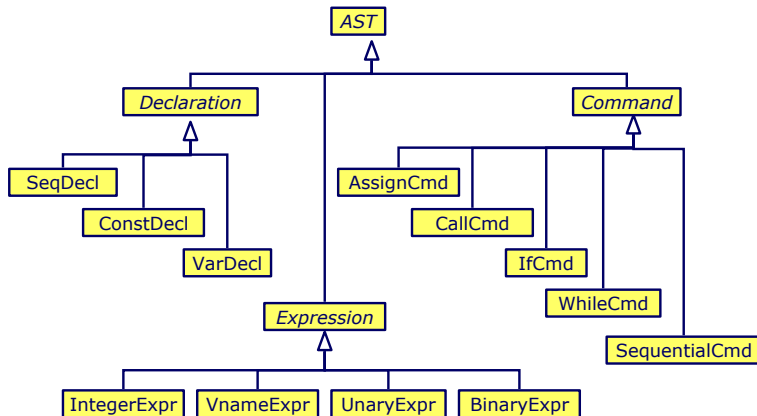 AST
Declaration
Command
SeqDecl
AssignCmd
ConstDecl
CallCmd
VarDecl
IfCmd
WhileCmd
Expression
SequentialCmd
IntegerExpr
VnameExpr
UnaryExpr
BinaryExpr